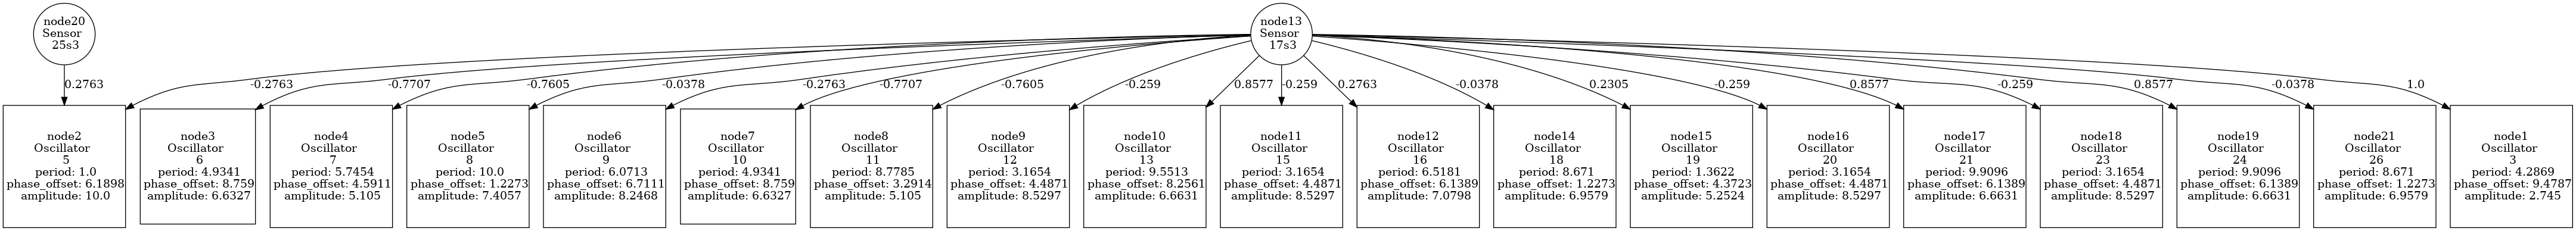 node20
Sensor
25s3
node13
Sensor
17s3
0.2763
-0.2763
-0.7707
-0.7605
-0.0378
-0.2763
-0.7707
-0.7605
-0.259
0.8577
-0.259
0.2763
-0.0378
0.2305
-0.259
0.8577
-0.259
0.8577
-0.0378
1.0
node2
Oscillator
5
period: 1.0
phase_offset: 6.1898
amplitude: 10.0
node3
Oscillator
6
period: 4.9341
phase_offset: 8.759
amplitude: 6.6327
node4
Oscillator
7
period: 5.7454
phase_offset: 4.5911
amplitude: 5.105
node5
Oscillator
8
period: 10.0
phase_offset: 1.2273
amplitude: 7.4057
node6
Oscillator
9
period: 6.0713
phase_offset: 6.7111
amplitude: 8.2468
node7
Oscillator
10
period: 4.9341
phase_offset: 8.759
amplitude: 6.6327
node8
Oscillator
11
period: 8.7785
phase_offset: 3.2914
amplitude: 5.105
node9
Oscillator
12
period: 3.1654
phase_offset: 4.4871
amplitude: 8.5297
node10
Oscillator
13
period: 9.5513
phase_offset: 8.2561
amplitude: 6.6631
node11
Oscillator
15
period: 3.1654
phase_offset: 4.4871
amplitude: 8.5297
node12
Oscillator
16
period: 6.5181
phase_offset: 6.1389
amplitude: 7.0798
node14
Oscillator
18
period: 8.671
phase_offset: 1.2273
amplitude: 6.9579
node15
Oscillator
19
period: 1.3622
phase_offset: 4.3723
amplitude: 5.2524
node16
Oscillator
20
period: 3.1654
phase_offset: 4.4871
amplitude: 8.5297
node17
Oscillator
21
period: 9.9096
phase_offset: 6.1389
amplitude: 6.6631
node18
Oscillator
23
period: 3.1654
phase_offset: 4.4871
amplitude: 8.5297
node19
Oscillator
24
period: 9.9096
phase_offset: 6.1389
amplitude: 6.6631
node21
Oscillator
26
period: 8.671
phase_offset: 1.2273
amplitude: 6.9579
node1
Oscillator
3
period: 4.2869
phase_offset: 9.4787
amplitude: 2.745